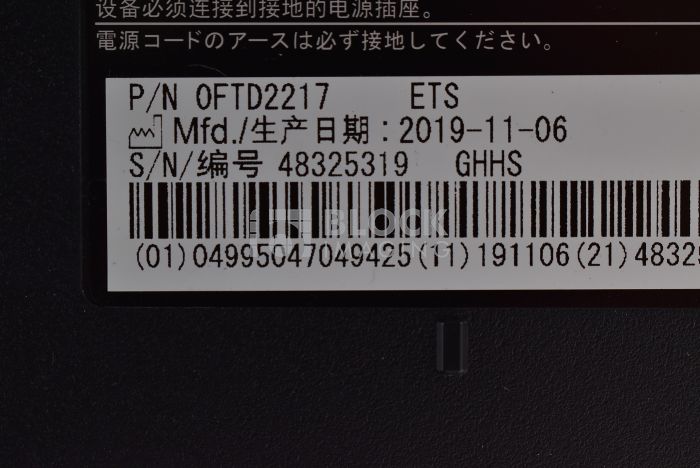 设备必须连接到接地的电源插座。
電源コードのアースは必ず接地してください。
P/N 0FTD2217 ETS
Mfd./生产日期：2019-11-06
S/N/编号 48325319 GHHS
BLOCK
IMAGING
(01)04995047049425(11)191106(21)4832